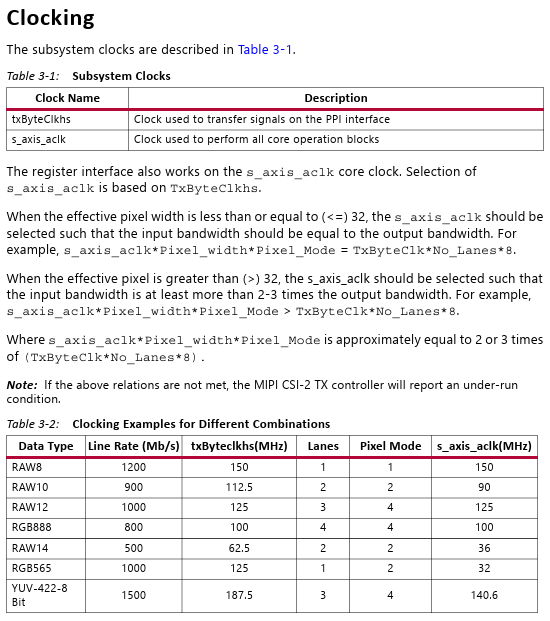 Clocking
The subsystem clocks are described in Table 3-1.
Table 3-1: Subsystem Clocks
Clock Name Description
txByteClkhs Clock used to transfer signals on the PPI interface
s_axis_aclk Clock used to perform all core operation blocks
The register interface also works on the s_axis_aclk core clock. Selection of
s_axis_aclk is based on TxByteClkhs.
When the effective pixel width is less than or equal to (<=) 32, the s_axis_aclk should be
selected such that the input bandwidth should be equal to the output bandwidth. For
example, s_axis_aclk*Pixel_width*Pixel_Mode = TxByteClk*No_Lanes*8.
When the effective pixel is greater than (>) 32, the s_axis_aclk should be selected such that
the input bandwidth is at least more than 2-3 times the output bandwidth. For example,
s_axis_aclk*Pixel_width*Pixel_Mode > TxByteClk*No_Lanes*8.
Where s_axis_aclk*Pixel_width*Pixel_Mode is approximately equal to 2 or 3 times
of (TxByteClk*No_Lanes*8).
Note: If the above relations are not met, the MIPI CSI-2 TX controller will report an under-run
condition.
Table 3-2: Clocking Examples for Different Combinations
Data Type Line Rate (Mb/s) txByteclkhs(MHz) Lanes Pixel Mode s_axis_aclk(MHz)
RAW8 1200 150 1 1 150
RAW10 900 112.5 2 2 90
RAW12 1000 125 3 4 125
RGB888 800 100 4 4 100
RAW14 500 62.5 2 2 36
RGB565 1000 125 1 2 32
YUV-422-8
Bit 1500 187.5 3 4 140.6